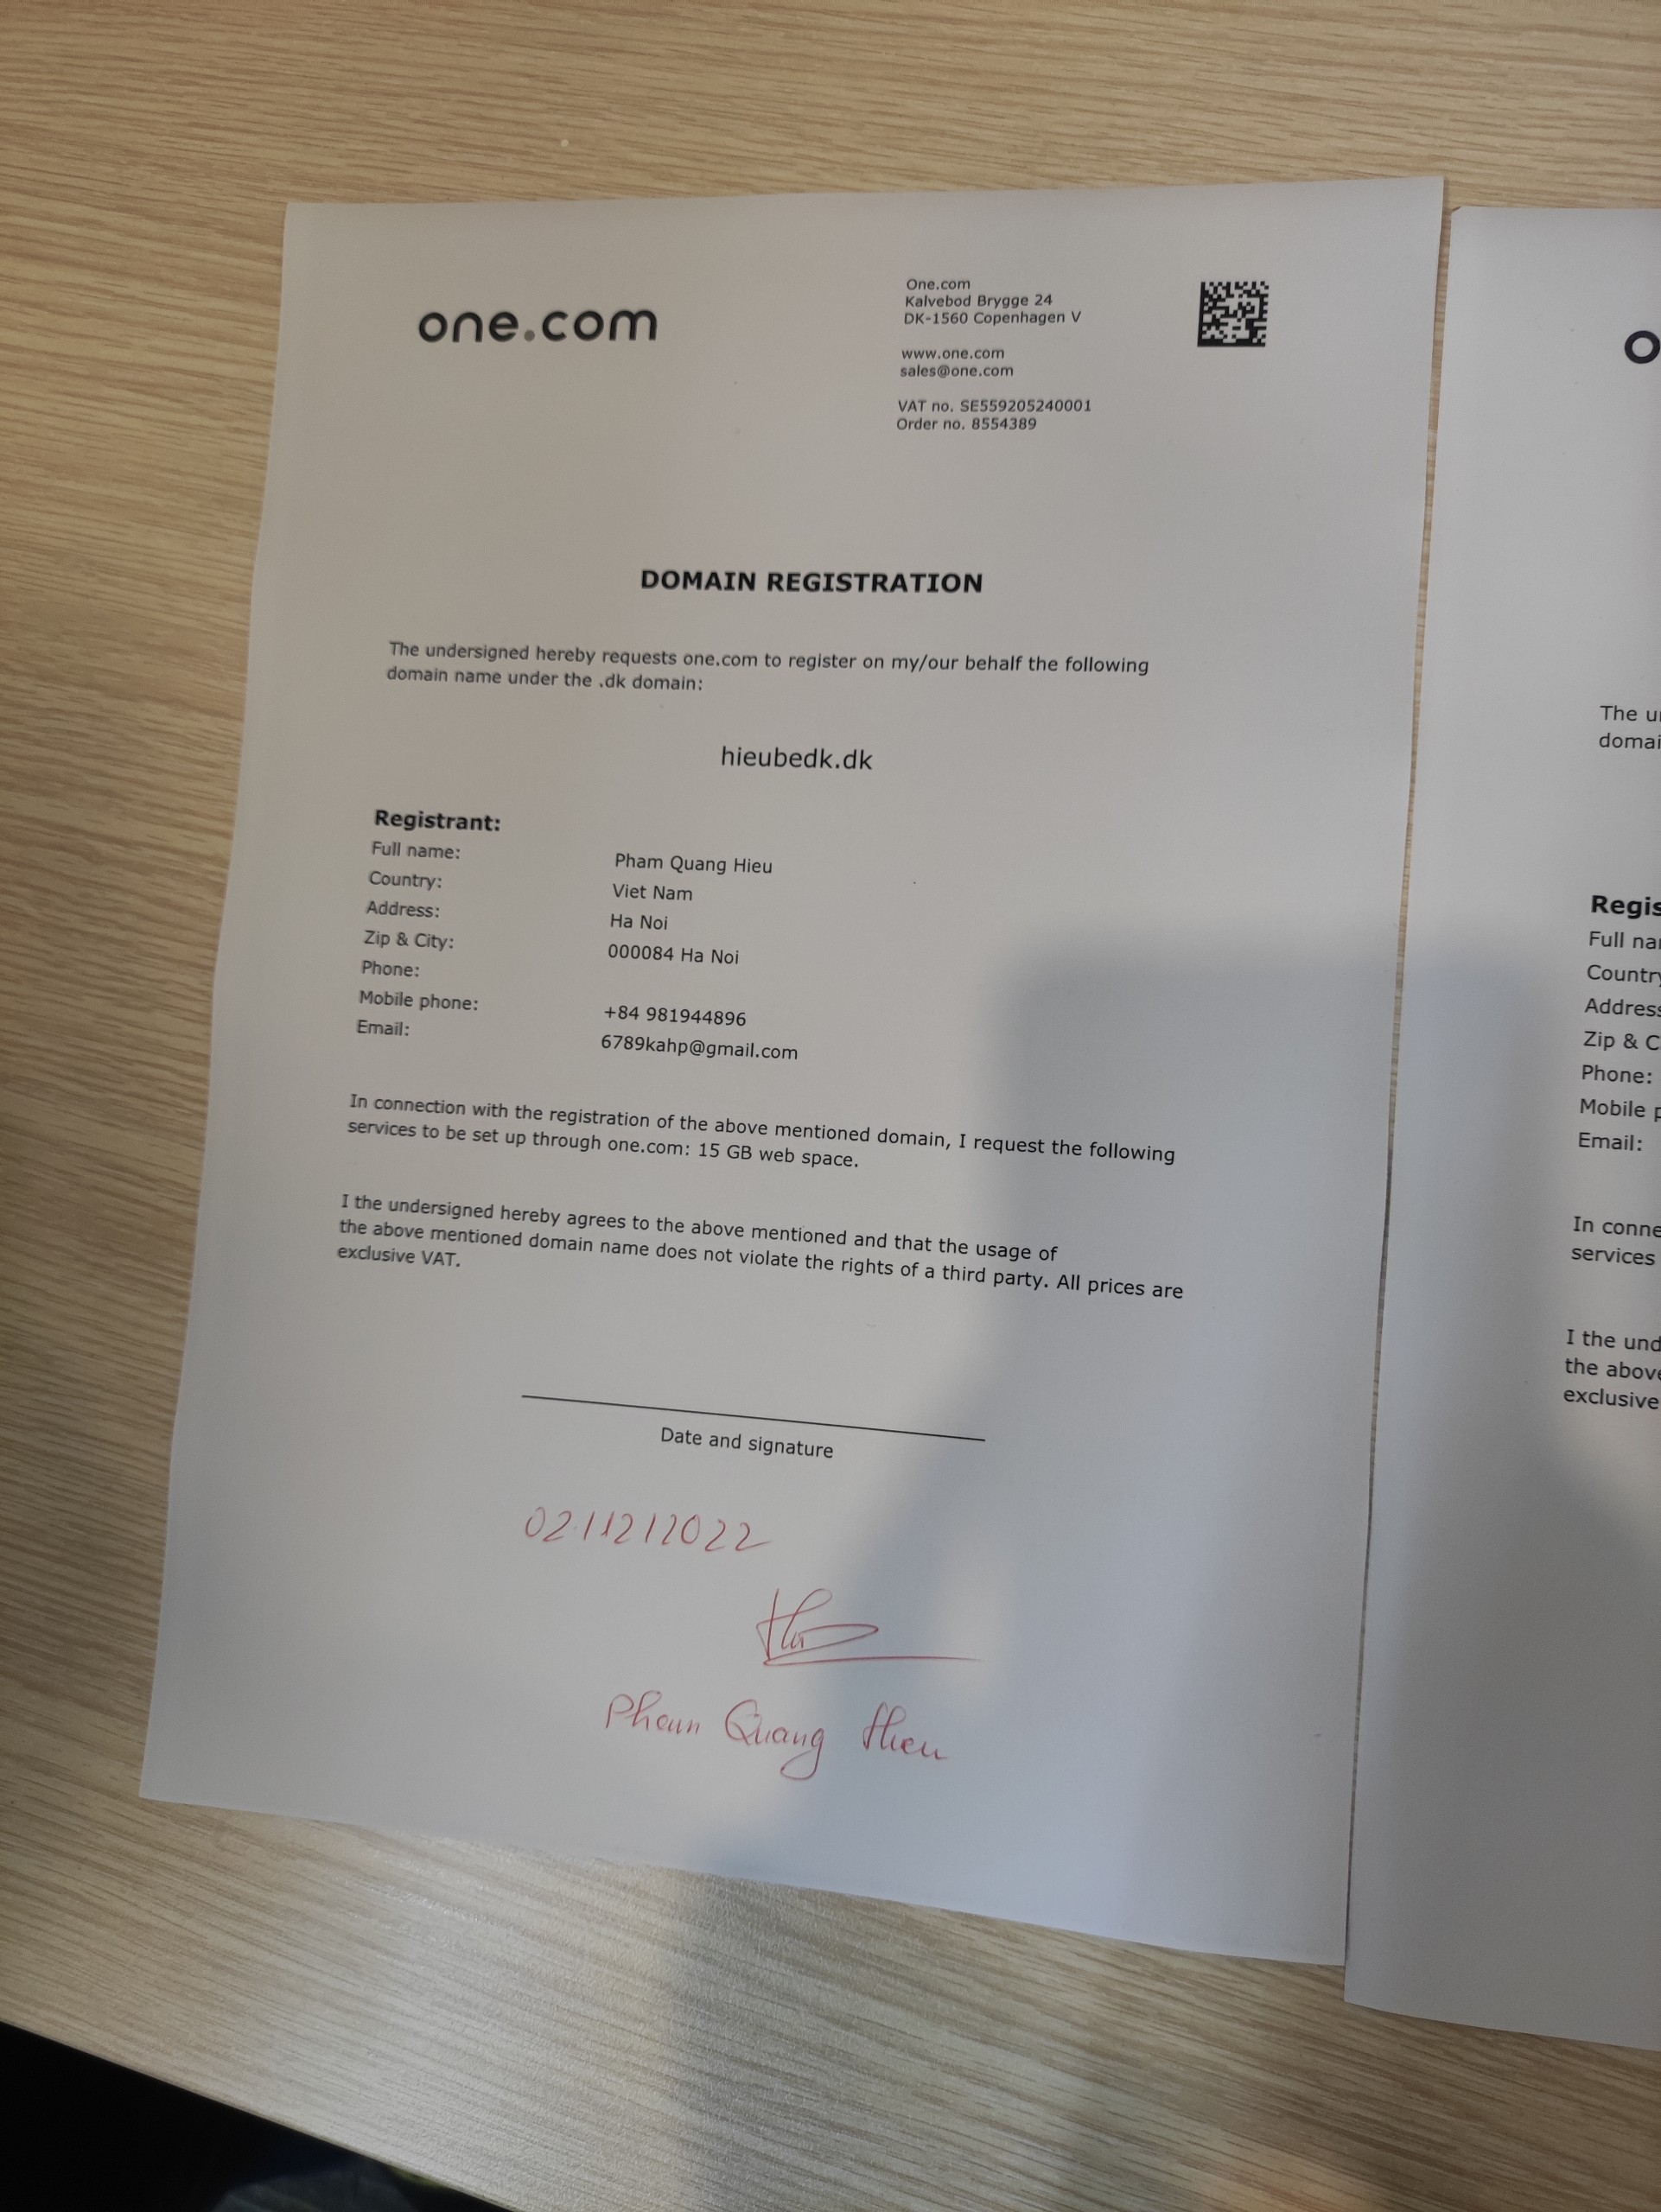 one.com
One.com
Kalvebod Brygge 24
DK-1560 Copenhagen V
www.one.com
sales@one.com
VAT no. SE559205240001
Order no. 8554389
DOMAIN REGISTRATION
The undersigned hereby requests one.com to register on my/our behalf the following
domain name under the .dk domain:
hieubedk.dk
Registrant:
Full name: Pham Quang Hieu
Country: Viet Nam
Address: Ha Noi
Zip & City: 000084 Ha Noi
Phone:
Mobile phone: +84 981944896
Email: 6789kahp@gmail.com
In connection with the registration of the above mentioned domain, I request the following
services to be set up through one.com: 15 GB web space.
I the undersigned hereby agrees to the above mentioned and that the usage of
the above mentioned domain name does not violate the rights of a third party. All prices are
exclusive VAT.
Date and signature
02/12/2022
Pham Quang Hieu
The
Regis
Full
Country
Address
Zip & C
Phone:
Mobile
Email:
In
services
I the
the above
exclusive